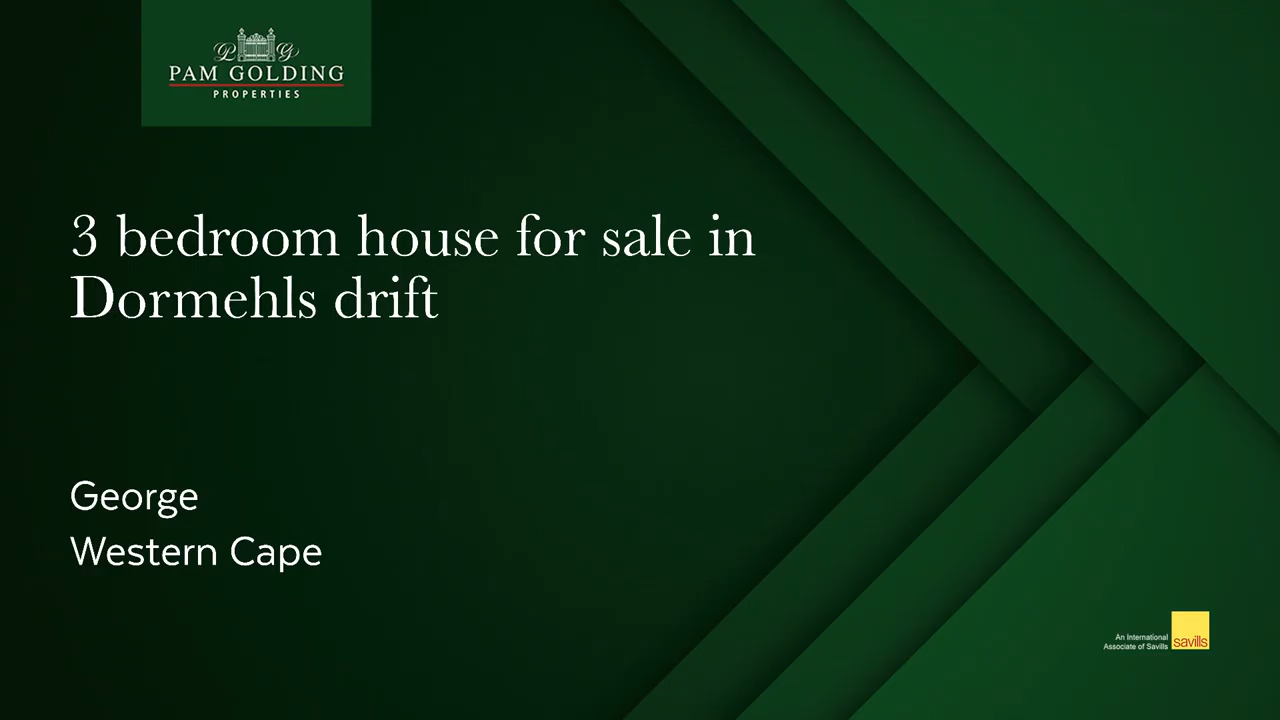 P G
PAM GOLDING
PROPERTIES
3 bedroom house for sale in
Dormehls drift
George
Western Cape
An International
Associate of Savills
savills